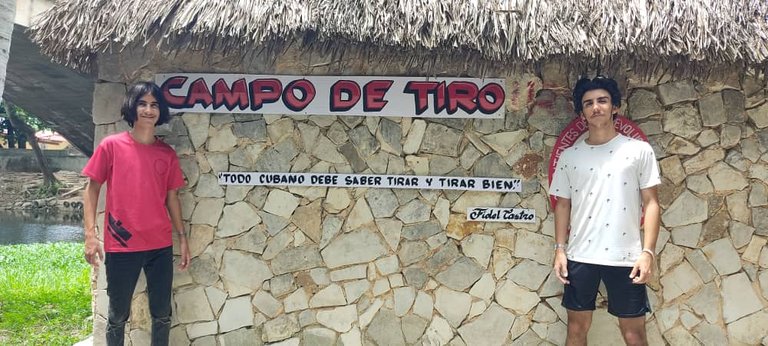 CAMPO DE TIRO
"TODO CUBANO DEBE SABER TIRAR Y TIRAR BIEN"
Fidel Castro